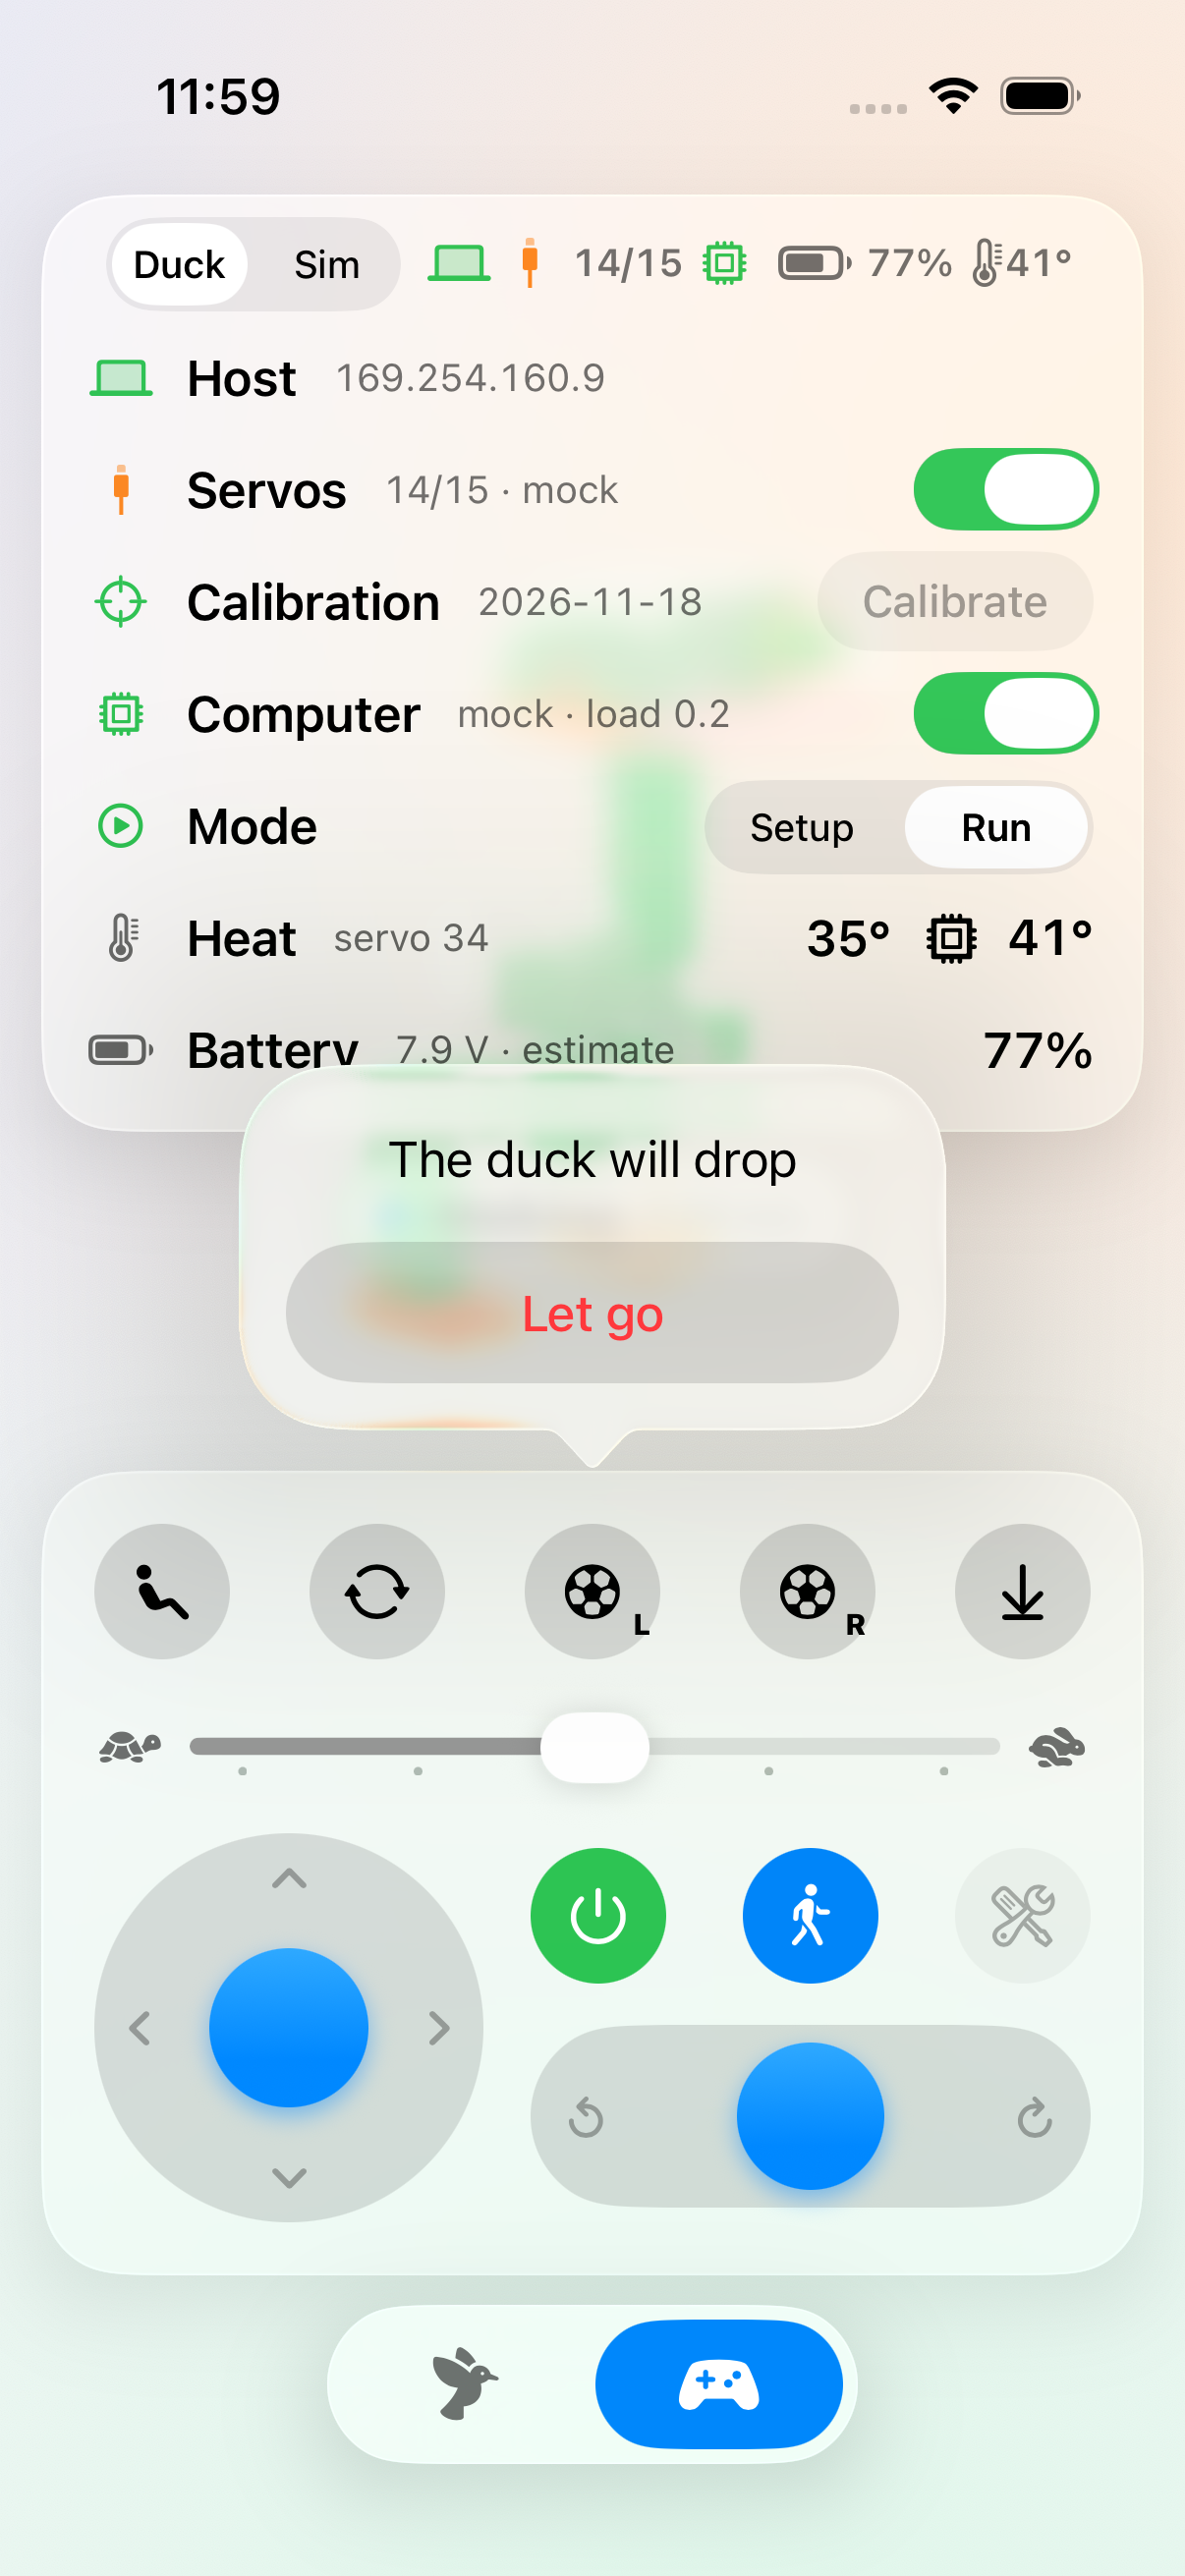 11:59
Duck Sim 14/15 77% 41°
Host 169.254.160.9
Servos 14/15 · mock
Calibration 2026-11-18 Calibrate
Computer mock · load 0.2
Mode Setup Run
Heat servo 34 35° 41°
Battery 7.9 V · estimate 77%
The duck will drop
Let go
L R